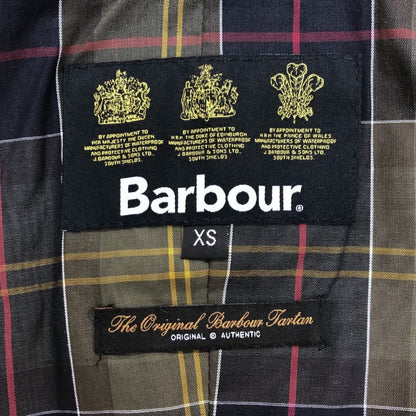 BY APPOINTMENT TO
HER MAJESTY THE QUEEN
MANUFACTURERS OF WATERPROOF
AND PROTECTIVE CLOTHING
J. BARBOUR & SONS LTD.
SOUTH SHIELDS
BY APPOINTMENT TO
H.R.H. THE DUKE OF EDINBURGH
MANUFACTURERS OF WATERPROOF
AND PROTECTIVE CLOTHING
J. BARBOUR & SONS LTD.
SOUTH SHIELDS
BY APPOINTMENT TO
H.R.H. THE PRINCE OF WALES
MANUFACTURERS OF WATERPROOF
AND PROTECTIVE CLOTHING
J. BARBOUR & SONS LTD.
SOUTH SHIELDS
Barbour®
XS
The Original Barbour Tartan
ORIGINAL © AUTHENTIC